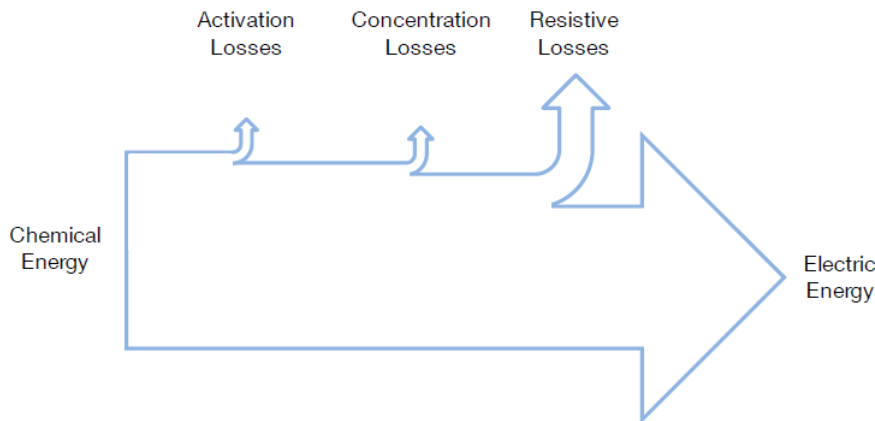 Activation
Losses
Concentration
Losses
Resistive
Losses
Chemical
Energy
Electric
Energy